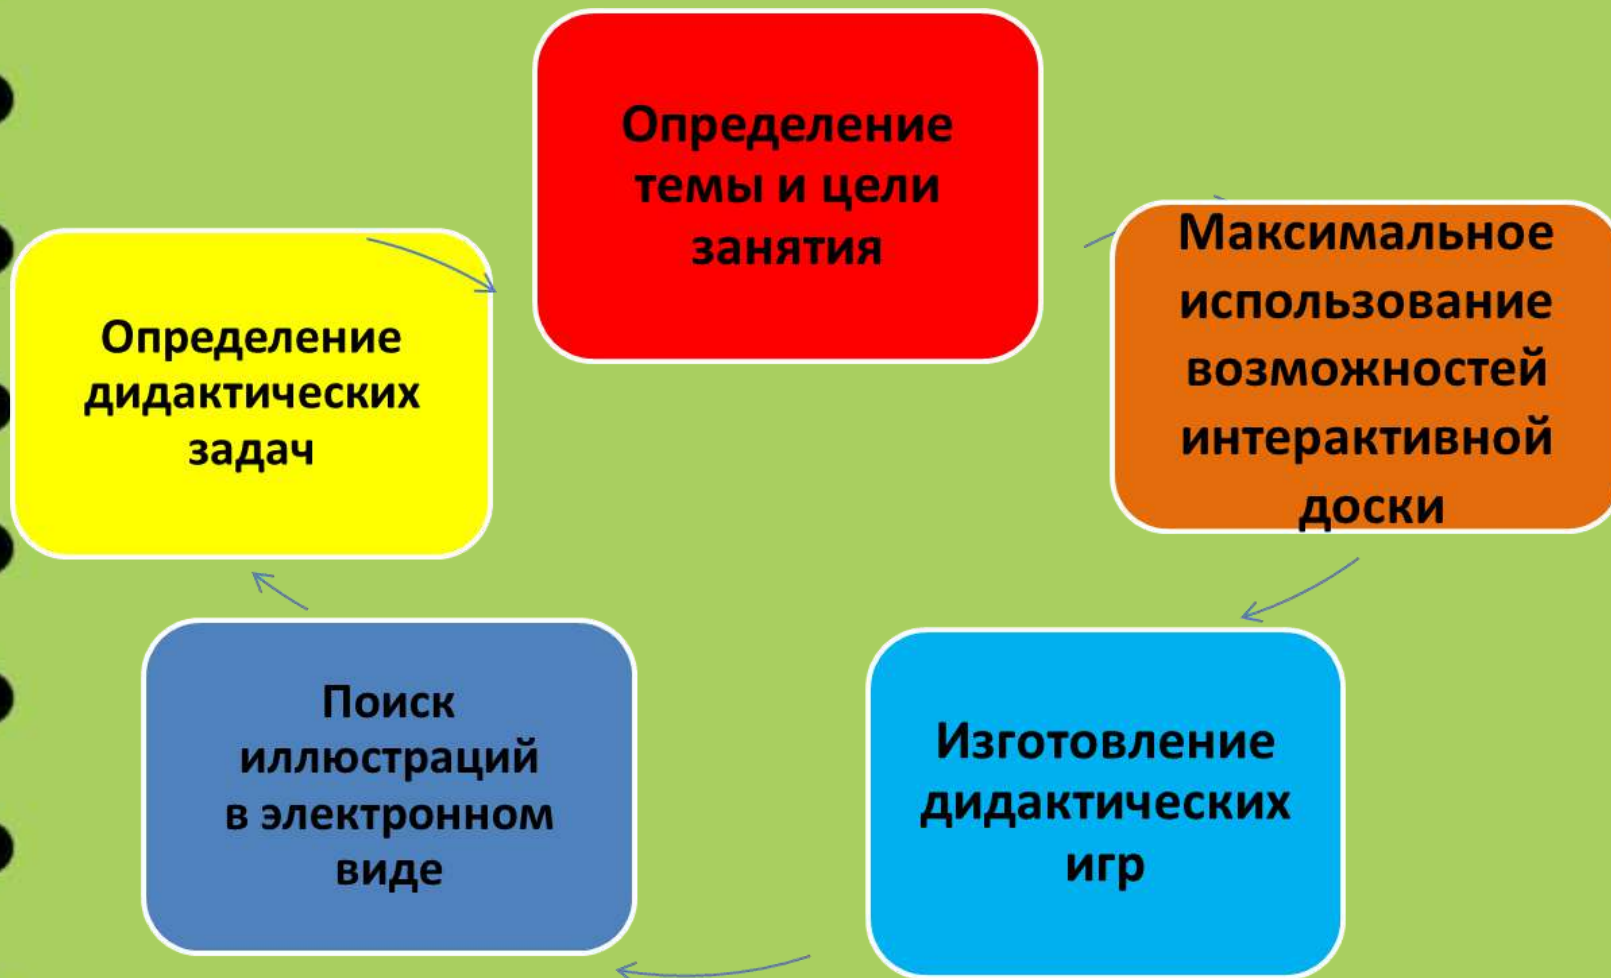 Определение
темы и цели
занятия
Максимальное
использование
возможностей
интерактивной
доски
Изготовление
дидактических
игр
Поиск
иллюстраций
в электронном
виде
Определение
дидактических
задач